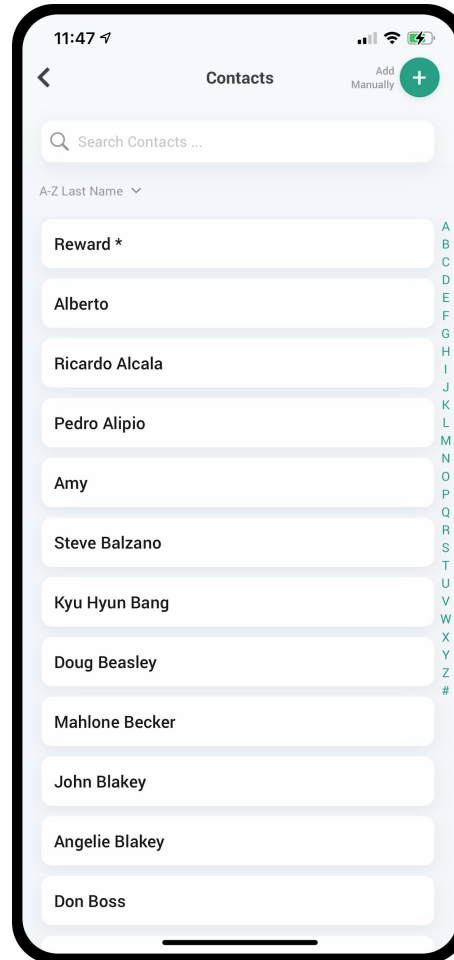 11:47
Contacts
Add
Manually
Search Contacts ...
A-Z Last Name
Reward *
Alberto
Ricardo Alcala
Pedro Alipio
Amy
Steve Balzano
Kyu Hyun Bang
Doug Beasley
Mahlone Becker
John Blakey
Angelie Blakey
Don Boss
A
B
C
D
E
F
G
H
I
J
K
L
M
N
O
P
Q
R
S
T
U
V
W
X
Y
Z
#